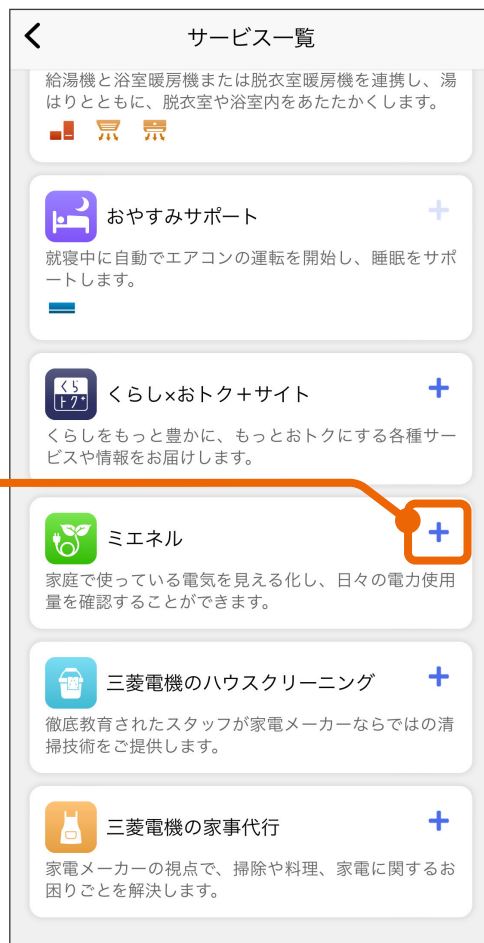 サービス一覧
給湯機と浴室暖房機または脱衣室暖房機を連携し、湯
はりとともに、脱衣室や浴室内をあたたかくします。
おやすみサポート
就寝中に自動でエアコンの運転を開始し、睡眠をサポ
ートします。
くら
トク+
くらし×おトク＋サイト
くらしをもっと豊かに、もっとおトクにする各種サー
ビスや情報をお届けします。
ミエネル
家庭で使っている電気を見える化し、日々の電力使用
量を確認することができます。
三菱電機のハウスクリーニング
徹底教育されたスタッフが家電メーカーならではの清
掃技術をご提供します。
三菱電機の家事代行
家電メーカーの視点で、掃除や料理、家電に関するお
困りごとを解決します。